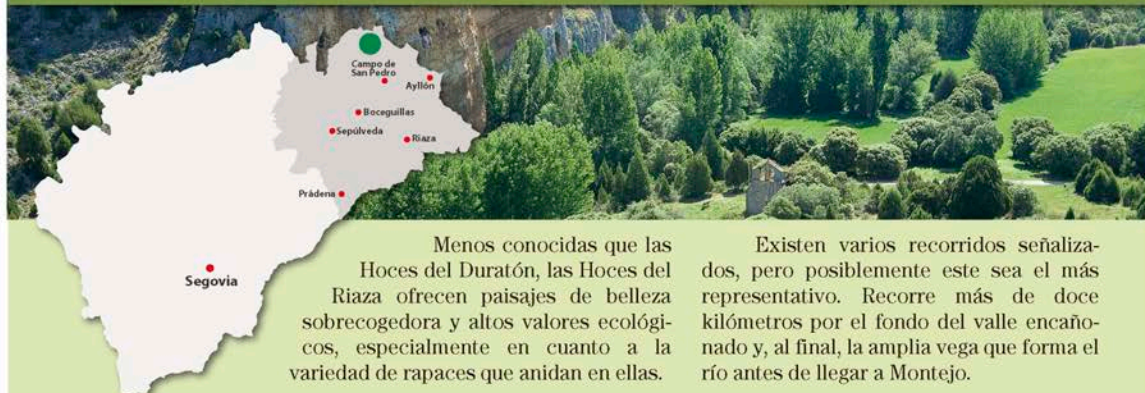 Campo de
San Pedro
Ayllón
Boceguillas
Sepúlveda
Riaza
Prádena
Segovia
Menos conocidas que las
Hoces del Duratón, las Hoces del
Riaza ofrecen paisajes de belleza
sobrecogedora y altos valores ecológi-
cos, especialmente en cuanto a la
variedad de rapaces que anidan en ellas.
Existen varios recorridos señaliza-
dos, pero posiblemente este sea el más
representativo. Recorre más de doce
kilómetros por el fondo del valle encaño-
nado y, al final, la amplia vega que forma el
río antes de llegar a Montejo.